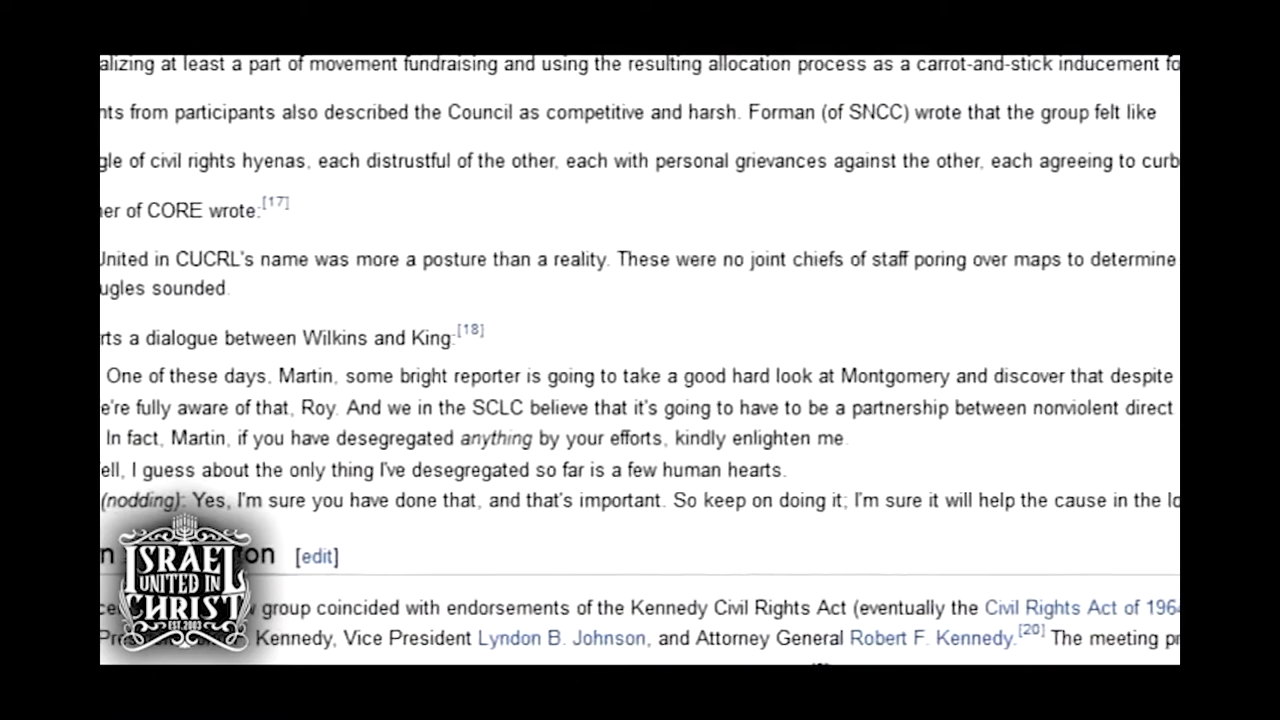 alizing at least a part of movement fundraising and using the resulting allocation process as a carrot-and-stick inducement fo
nts from participants also described the Council as competitive and harsh. Forman (of SNCC) wrote that the group felt like
gle of civil rights hyenas, each distrustful of the other, each with personal grievances against the other, each agreeing to curb
er of CORE wrote:[17]
United in CUCRL's name was more a posture than a reality. These were no joint chiefs of staff poring over maps to determine
ugles sounded.
rts a dialogue between Wilkins and King:[18]
One of these days, Martin, some bright reporter is going to take a good hard look at Montgomery and discover that despite
e're fully aware of that, Roy. And we in the SCLC believe that it's going to have to be a partnership between nonviolent direct
In fact, Martin, if you have desegregated anything by your efforts, kindly enlighten me.
ell, I guess about the only thing I've desegregated so far is a few human hearts.
(nodding): Yes, I'm sure you have done that, and that's important. So keep on doing it; I'm sure it will help the cause in the lo
n on [edit]
group coincided with endorsements of the Kennedy Civil Rights Act (eventually the Civil Rights Act of 196
Kennedy, Vice President Lyndon B. Johnson, and Attorney General Robert F. Kennedy.[20] The meeting pr
ISRAEL
UNITED IN
CHRIST
EST. 2003